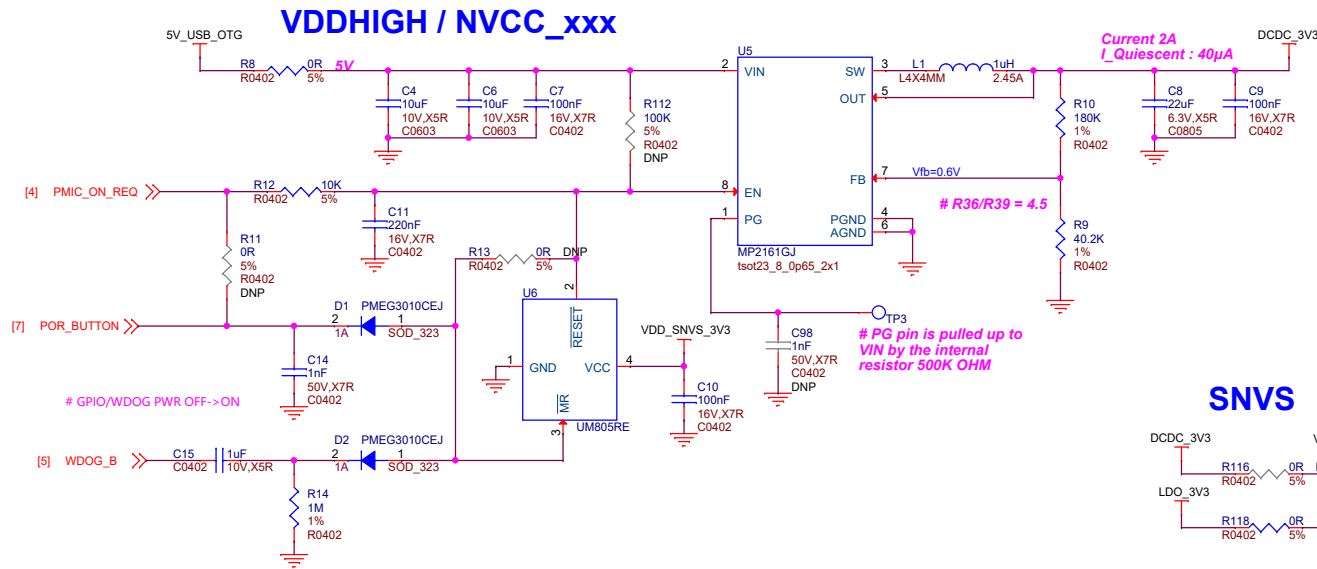 VDDHIGH / NVCC_xxx
5V_USB_OTG
R8
R0402
0R
5%
5V
C4
10uF
10V,X5R
C0603
C6
10uF
10V,X5R
C0603
C7
100nF
16V,X7R
C0402
R112
100K
5%
R0402
DNP
U5
2
VIN
SW
3
OUT
5
8
EN
FB
7
1
PG
PGND
4
AGND
6
MP2161GJ
tsot23_8_0p65_2x1
L1
L4X4MM
1uH
2.45A
Current 2A
I_Quiescent : 40µA
DCDC_3V3
R10
180K
1%
R0402
C8
22uF
6.3V,X5R
C0805
C9
100nF
16V,X7R
C0402
Vfb=0.6V
# R36/R39 = 4.5
R9
40.2K
1%
R0402
[4] PMIC_ON_REQ
R12
R0402
10K
5%
C11
220nF
16V,X7R
C0402
R11
0R
5%
R0402
DNP
R13
R0402
0R
5%
DNP
[7] POR_BUTTON
D1 PMEG3010CEJ
2
1A
1
SOD_323
C14
1nF
50V,X7R
C0402
# GPIO/WDOG PWR OFF->ON
U6
2
RESET
1
GND
VCC
4
MR
3
UM805RE
VDD_SNVS_3V3
C10
100nF
16V,X7R
C0402
C98
1nF
50V,X7R
C0402
DNP
TP3
# PG pin is pulled up to
VIN by the internal
resistor 500K OHM
[5] WDOG_B
C15
C0402
1uF
10V,X5R
D2 PMEG3010CEJ
2
1A
1
SOD_323
R14
1M
1%
R0402
SNVS
DCDC_3V3
R116
R0402
0R
5%
LDO_3V3
R118
R0402
0R
5%